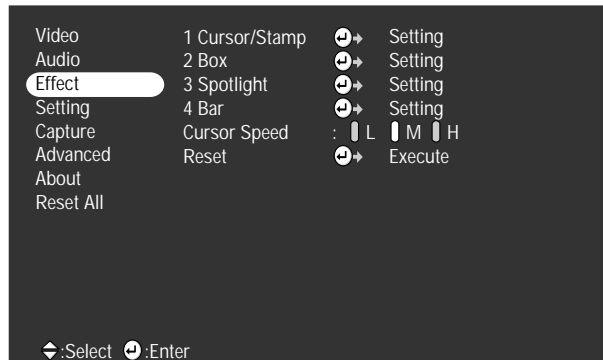 Video
Audio
Effect
Setting
Capture
Advanced
About
Reset All
1 Cursor/Stamp Setting
2 Box Setting
3 Spotlight Setting
4 Bar Setting
Cursor Speed : L M H
Reset Execute
:Select :Enter